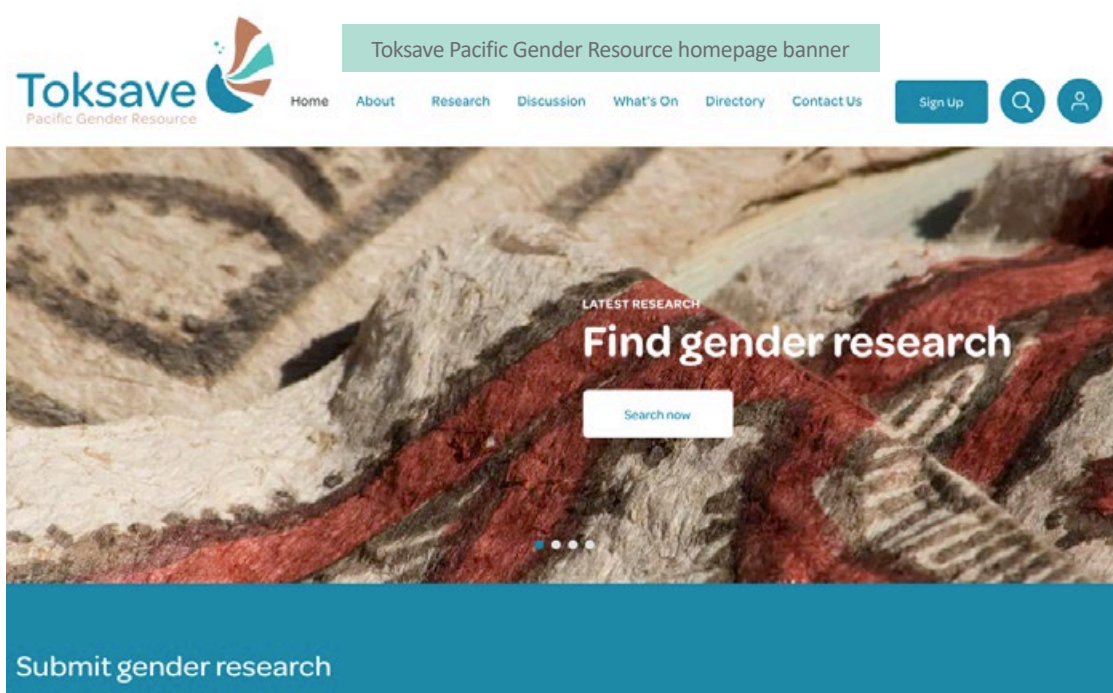 Toksave Pacific Gender Resource homepage banner
Toksave
Pacific Gender Resource
Home About Research Discussion What's On Directory Contact Us Sign Up
LATEST RESEARCH
Find gender research
Search now
Submit gender research